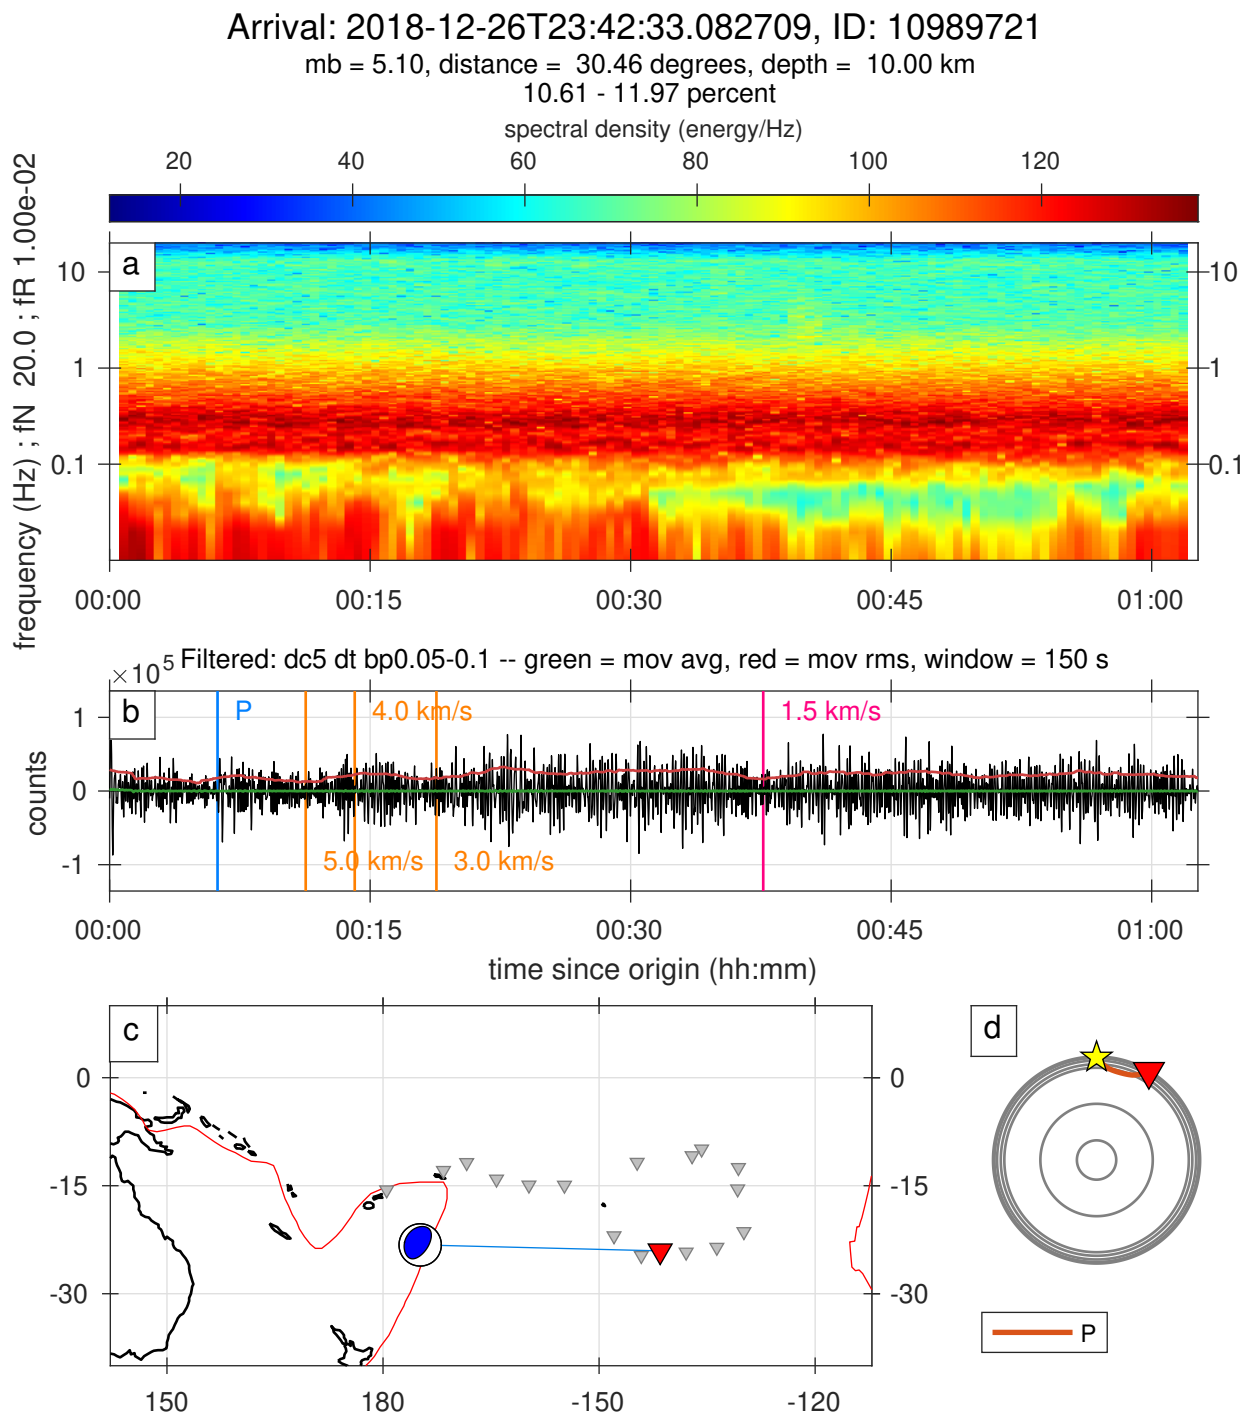 Arrival: 2018-12-26T23:42:33.082709, ID: 10989721
mb = 5.10, distance =  30.46 degrees, depth =  10.00 km
10.61 - 11.97 percent
spectral density (energy/Hz)
20 40 60 80 100 120
frequency (Hz) ; fN  20.0 ; fR 1.00e-02
a
10 10
1 1
0.1 0.1
00:00 00:15 00:30 00:45 01:00
×10^5 Filtered: dc5 dt bp0.05-0.1 -- green = mov avg, red = mov rms, window = 150 s
b
P 4.0 km/s 1.5 km/s
5.0 km/s 3.0 km/s
counts
1
0
-1
00:00 00:15 00:30 00:45 01:00
time since origin (hh:mm)
c
0 0
-15 -15
-30 -30
150 180 -150 -120
d
P